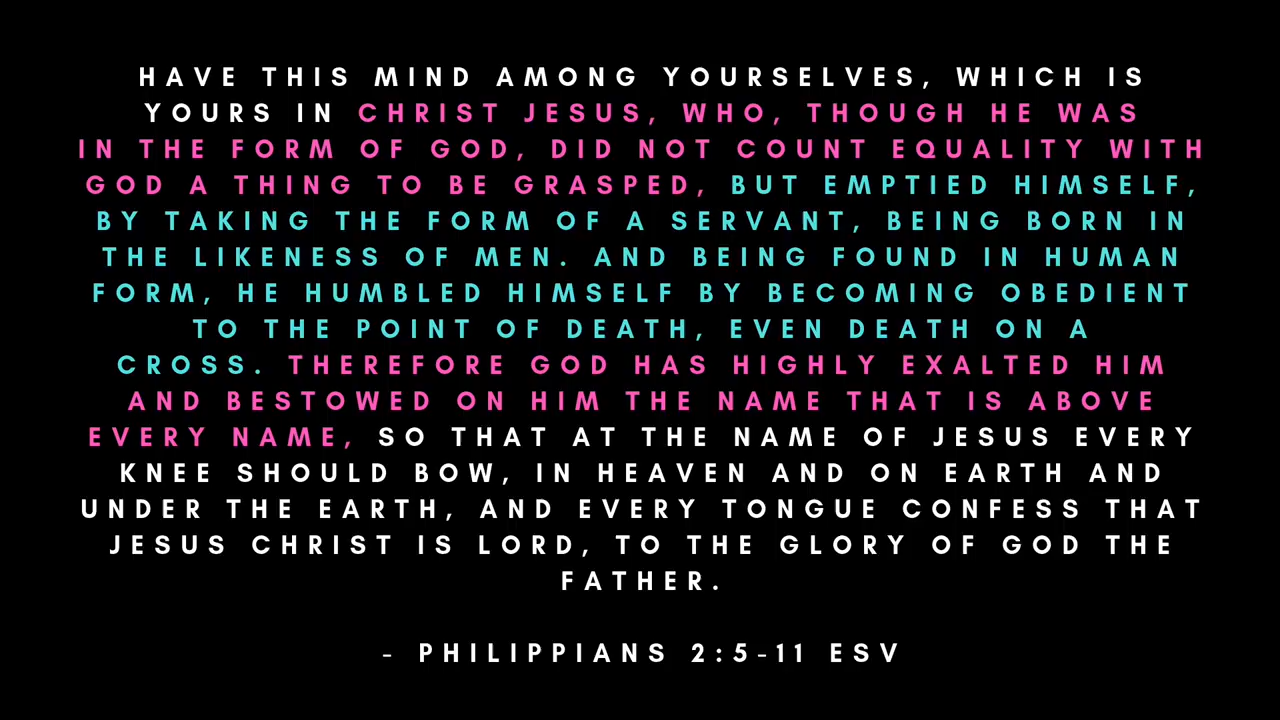 HAVE THIS MIND AMONG YOURSELVES, WHICH IS
YOURS IN CHRIST JESUS, WHO, THOUGH HE WAS
IN THE FORM OF GOD, DID NOT COUNT EQUALITY WITH
GOD A THING TO BE GRASPED, BUT EMPTIED HIMSELF,
BY TAKING THE FORM OF A SERVANT, BEING BORN IN
THE LIKENESS OF MEN. AND BEING FOUND IN HUMAN
FORM, HE HUMBLED HIMSELF BY BECOMING OBEDIENT
TO THE POINT OF DEATH, EVEN DEATH ON A
CROSS. THEREFORE GOD HAS HIGHLY EXALTED HIM
AND BESTOWED ON HIM THE NAME THAT IS ABOVE
EVERY NAME, SO THAT AT THE NAME OF JESUS EVERY
KNEE SHOULD BOW, IN HEAVEN AND ON EARTH AND
UNDER THE EARTH, AND EVERY TONGUE CONFESS THAT
JESUS CHRIST IS LORD, TO THE GLORY OF GOD THE
FATHER.
- PHILIPPIANS 2:5-11 ESV